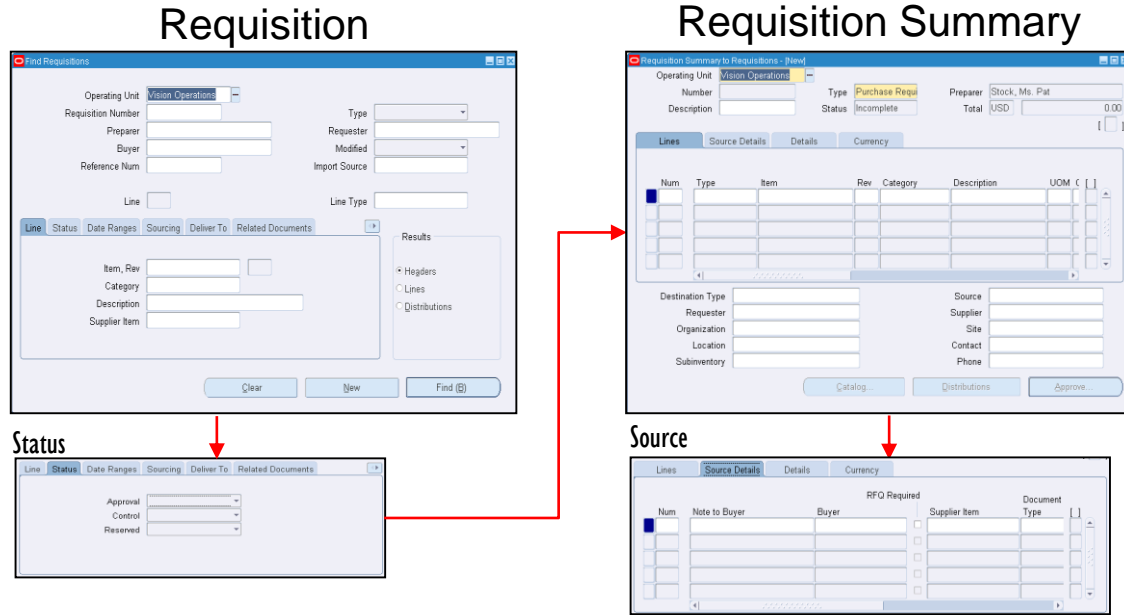 Requisition
Requisition Summary
Find Requisitions
Operating Unit Vision Operations
Requisition Number
Type
Preparer
Requester
Buyer
Modified
Reference Num
Import Source
Line
Line Type
Line Status Date Ranges Sourcing Deliver To Related Documents
Results
Item, Rev
Category
Description
Supplier Item
Headers
Lines
Distributions
Clear
New
Find (B)
Status
Line Status Date Ranges Sourcing Deliver To Related Documents
Approval
Control
Reserved
Requisition Summary to Requisitions - [New]
Operating Unit Vision Operations
Number
Type Purchase Requi
Preparer Stock, Ms. Pat
Description
Status Incomplete
Total USD 0.00
[ ]
Lines Source Details Details Currency
Num Type Item Rev Category Description UOM ( [ ]
Destination Type
Source
Requester
Supplier
Organization
Site
Location
Contact
Subinventory
Phone
Catalog...
Distributions
Approve...
Source
Lines Source Details Details Currency
RFQ Required
Document
Num Note to Buyer Buyer Supplier Item Type [ ]